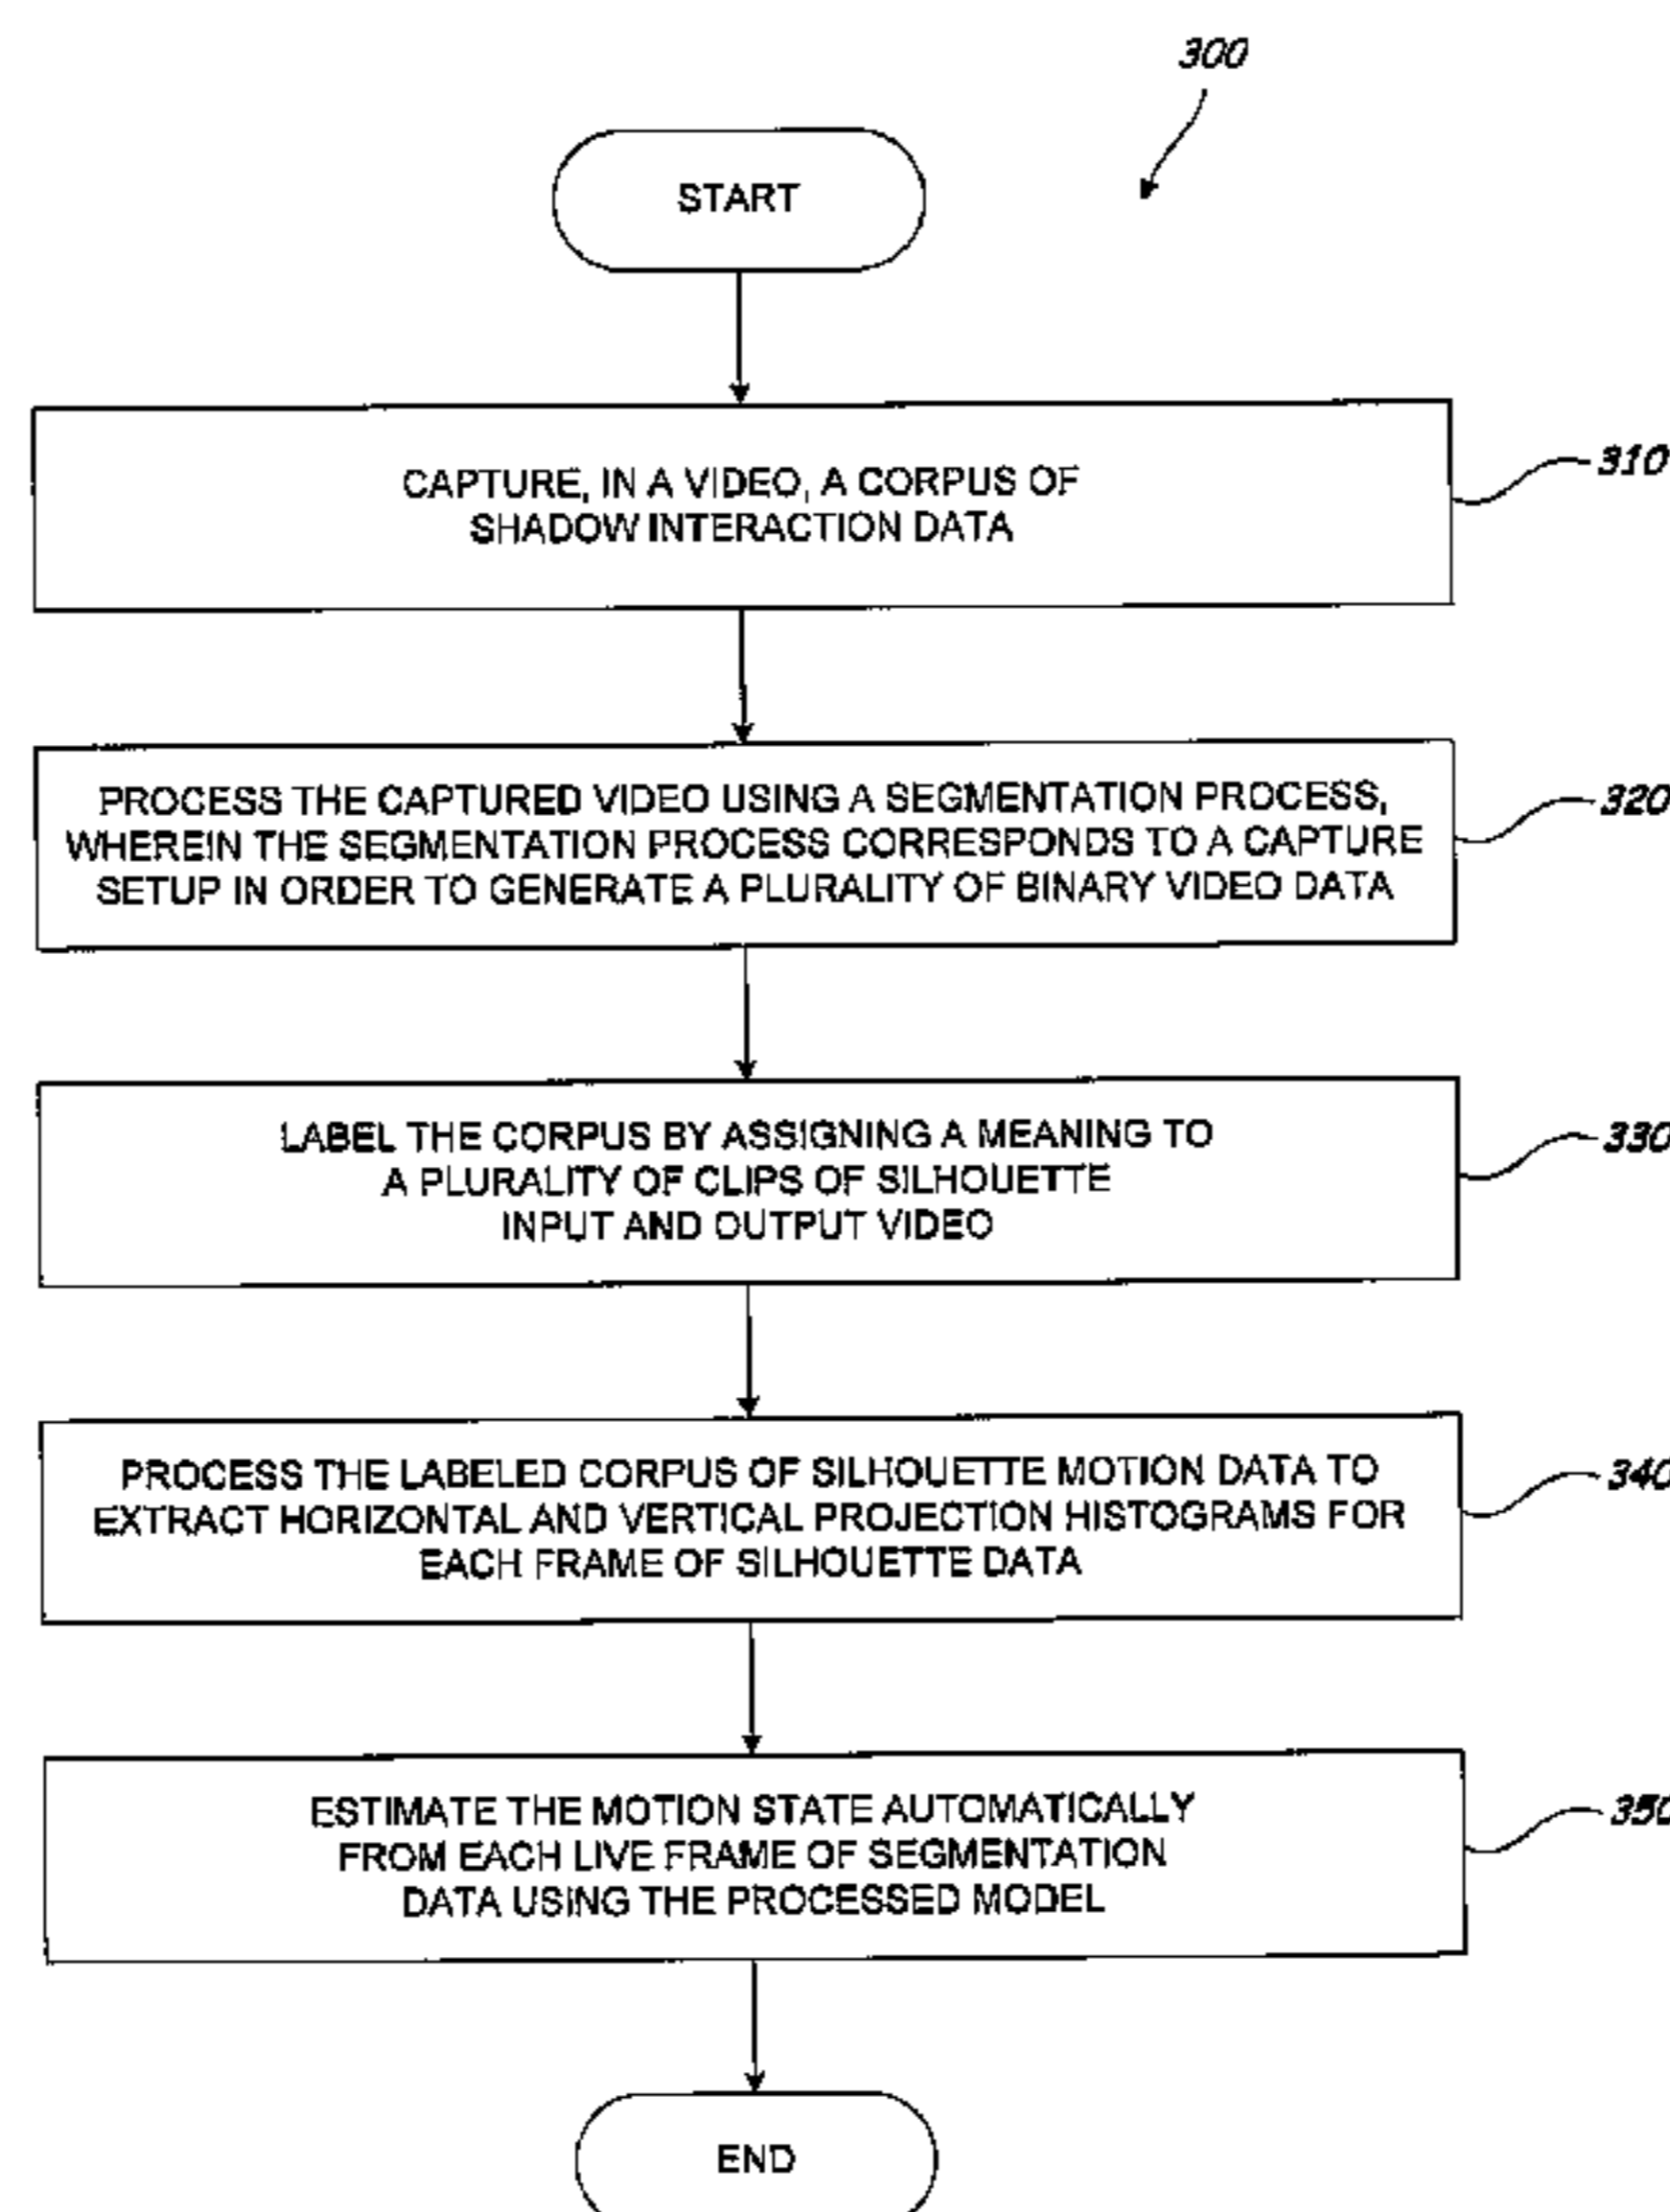 300
START
CAPTURE, IN A VIDEO, A CORPUS OF
SHADOW INTERACTION DATA
310
PROCESS THE CAPTURED VIDEO USING A SEGMENTATION PROCESS,
WHEREIN THE SEGMENTATION PROCESS CORRESPONDS TO A CAPTURE
SETUP IN ORDER TO GENERATE A PLURALITY OF BINARY VIDEO DATA
320
LABEL THE CORPUS BY ASSIGNING A MEANING TO
A PLURALITY OF CLIPS OF SILHOUETTE
INPUT AND OUTPUT VIDEO
330
PROCESS THE LABELED CORPUS OF SILHOUETTE MOTION DATA TO
EXTRACT HORIZONTAL AND VERTICAL PROJECTION HISTOGRAMS FOR
EACH FRAME OF SILHOUETTE DATA
340
ESTIMATE THE MOTION STATE AUTOMATICALLY
FROM EACH LIVE FRAME OF SEGMENTATION
DATA USING THE PROCESSED MODEL
350
END